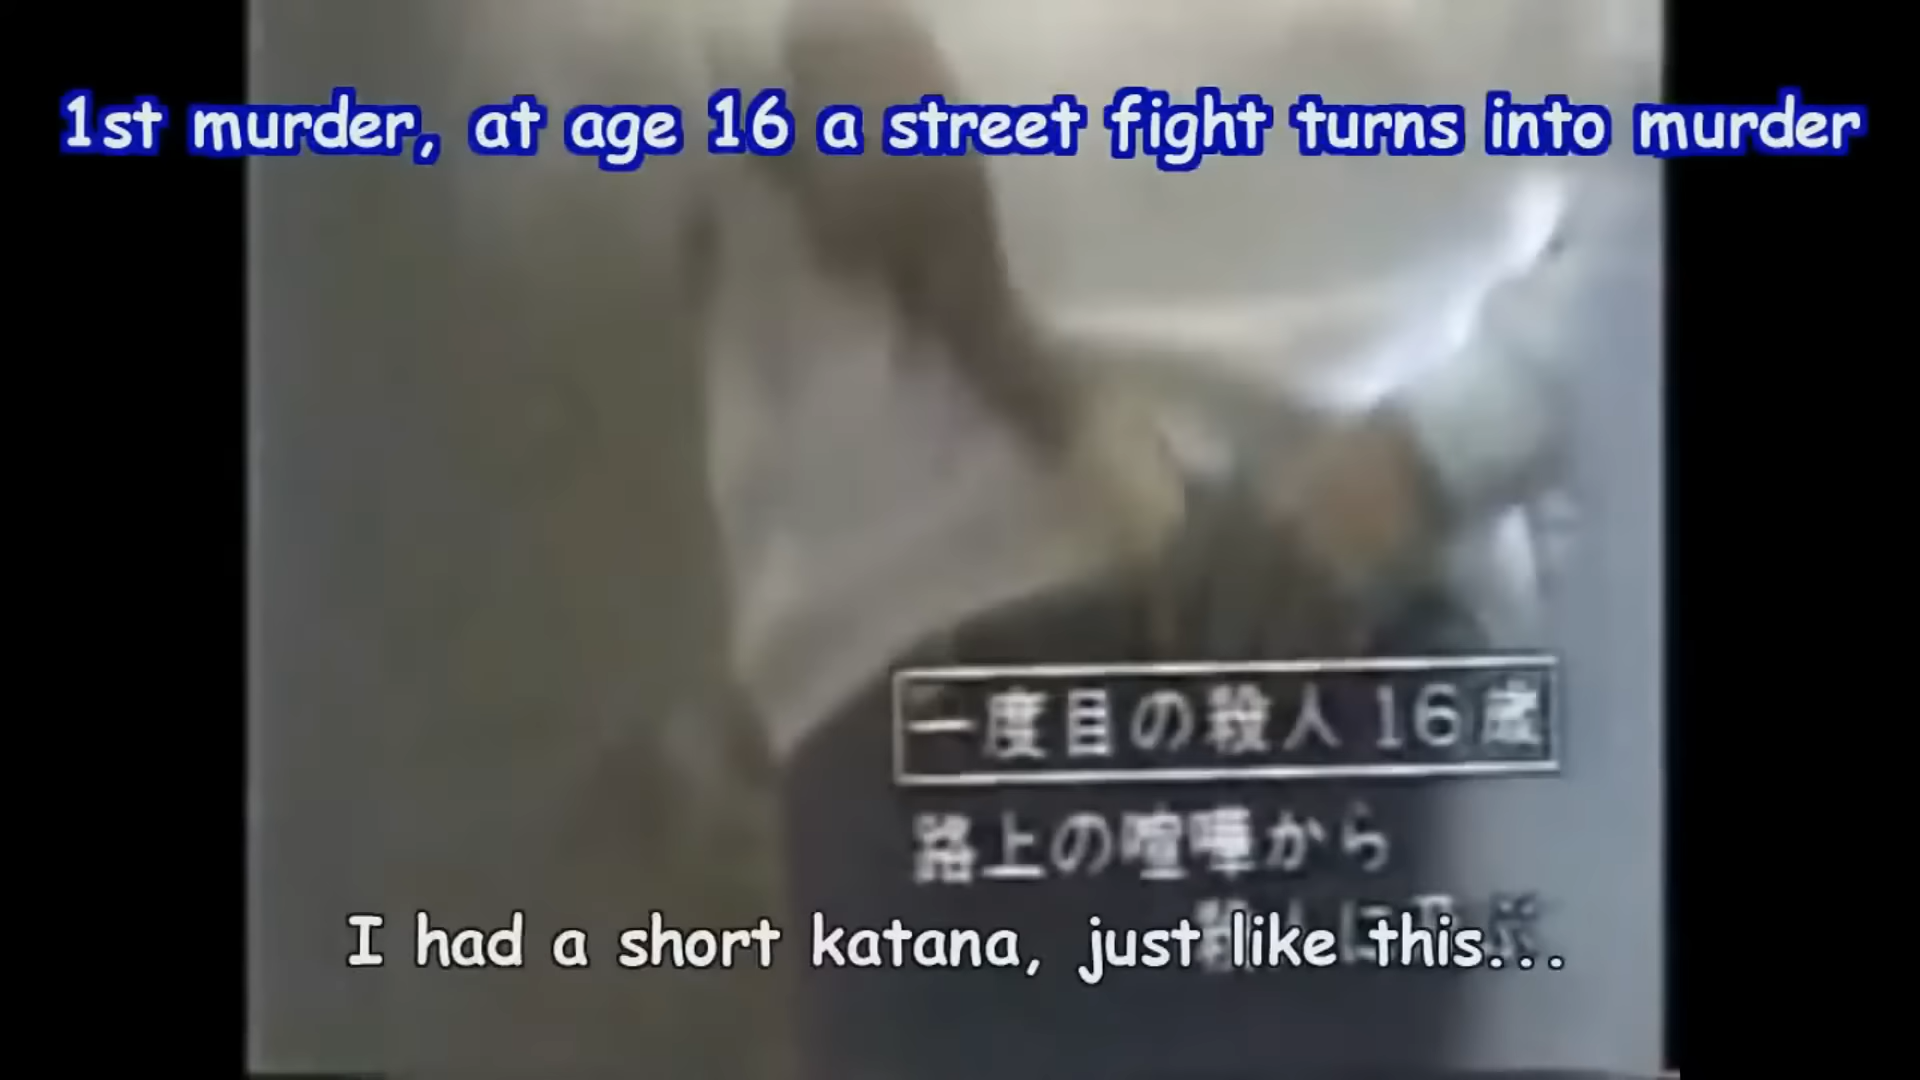 1st murder, at age 16 a street fight turns into murder
一度目の殺人 16歳
路上の喧嘩から
I had a short katana, just like this...